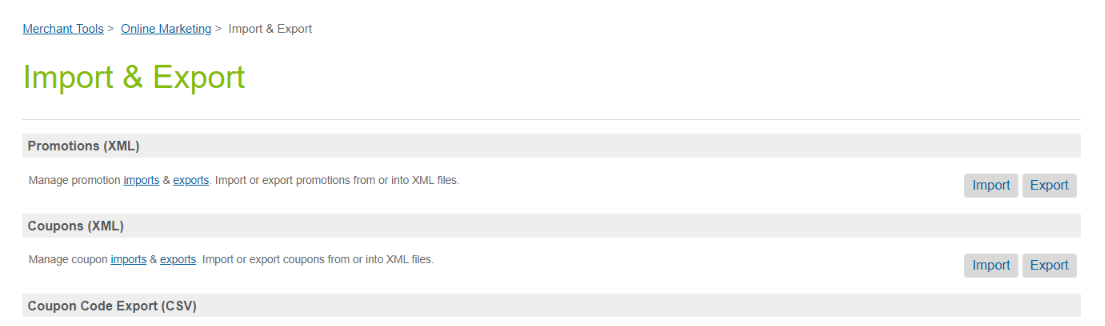 Merchant Tools > Online Marketing > Import & Export
Import & Export
Promotions (XML)
Manage promotion imports & exports. Import or export promotions from or into XML files.
Import Export
Coupons (XML)
Manage coupon imports & exports. Import or export coupons from or into XML files.
Import Export
Coupon Code Export (CSV)